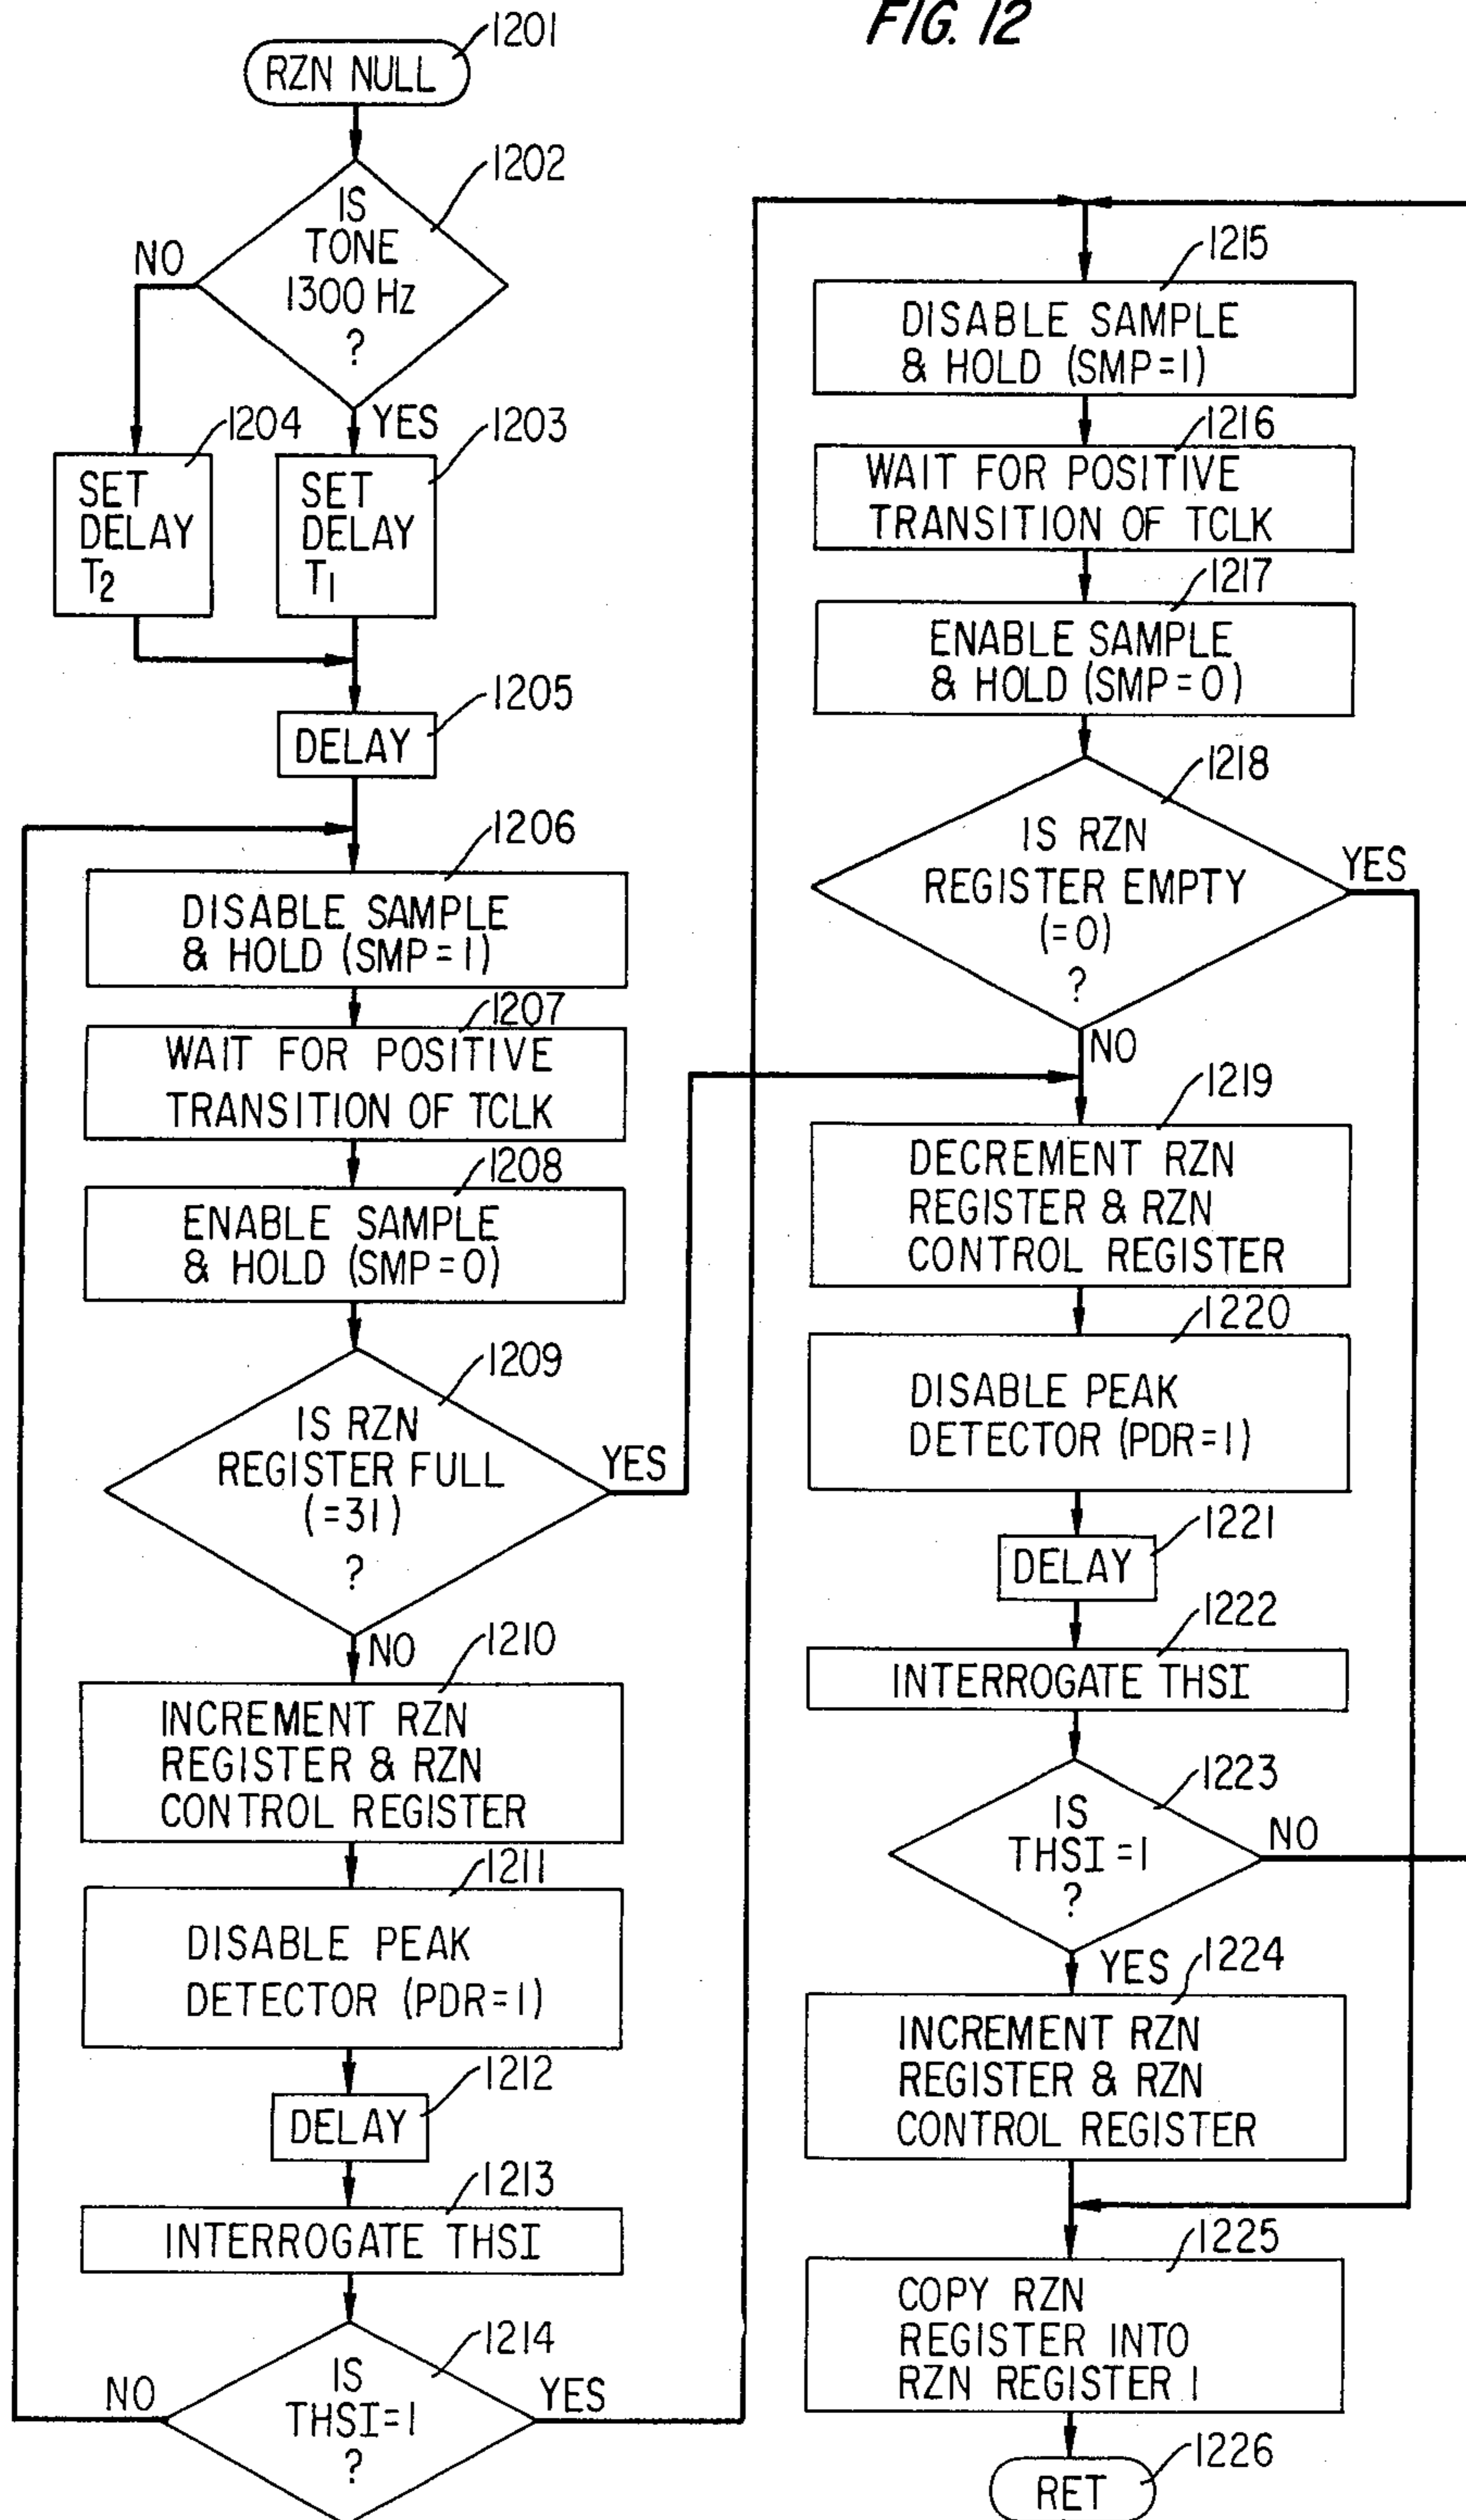 FIG. 12
1201
RZN NULL
1202
IS
TONE
1300 Hz
?
NO
YES
1204
SET
DELAY
T2
1203
SET
DELAY
T1
1205
DELAY
1206
DISABLE SAMPLE
& HOLD (SMP=1)
1207
WAIT FOR POSITIVE
TRANSITION OF TCLK
1208
ENABLE SAMPLE
& HOLD (SMP=0)
1209
IS RZN
REGISTER FULL
(=31)
?
YES
NO
1210
INCREMENT RZN
REGISTER & RZN
CONTROL REGISTER
1211
DISABLE PEAK
DETECTOR (PDR=1)
1212
DELAY
1213
INTERROGATE THSI
1214
IS
THSI=1
?
NO
YES
1215
DISABLE SAMPLE
& HOLD (SMP=1)
1216
WAIT FOR POSITIVE
TRANSITION OF TCLK
1217
ENABLE SAMPLE
& HOLD (SMP=0)
1218
IS RZN
REGISTER EMPTY
(=0)
?
YES
NO
1219
DECREMENT RZN
REGISTER & RZN
CONTROL REGISTER
1220
DISABLE PEAK
DETECTOR (PDR=1)
1221
DELAY
1222
INTERROGATE THSI
1223
IS
THSI=1
?
NO
YES
1224
INCREMENT RZN
REGISTER & RZN
CONTROL REGISTER
1225
COPY RZN
REGISTER INTO
RZN REGISTER 1
1226
RET